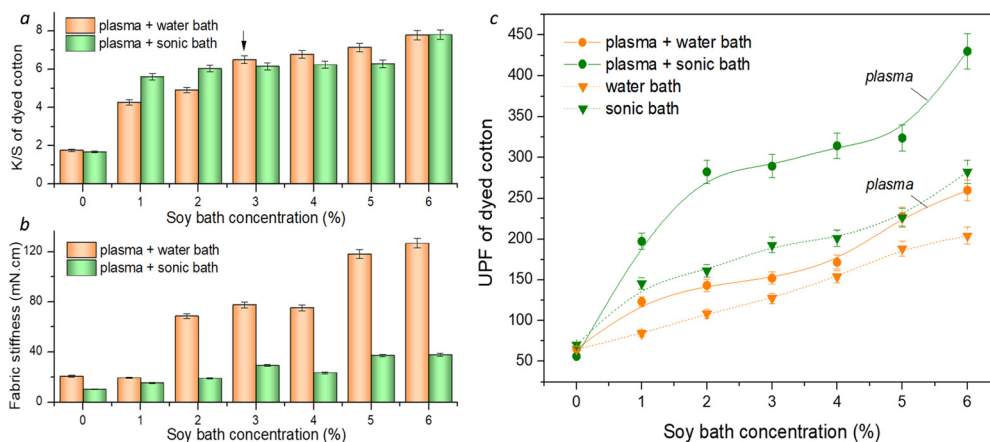 a
plasma + water bath
plasma + sonic bath
K/S of dyed cotton
8
6
4
2
0
0 1 2 3 4 5 6
Soy bath concentration (%)
b
plasma + water bath
plasma + sonic bath
Fabric stiffness (mN.cm)
120
80
40
0
0 1 2 3 4 5 6
Soy bath concentration (%)
c
plasma + water bath
plasma + sonic bath
water bath
sonic bath
plasma
plasma
UPF of dyed cotton
450
400
350
300
250
200
150
100
50
0 1 2 3 4 5 6
Soy bath concentration (%)